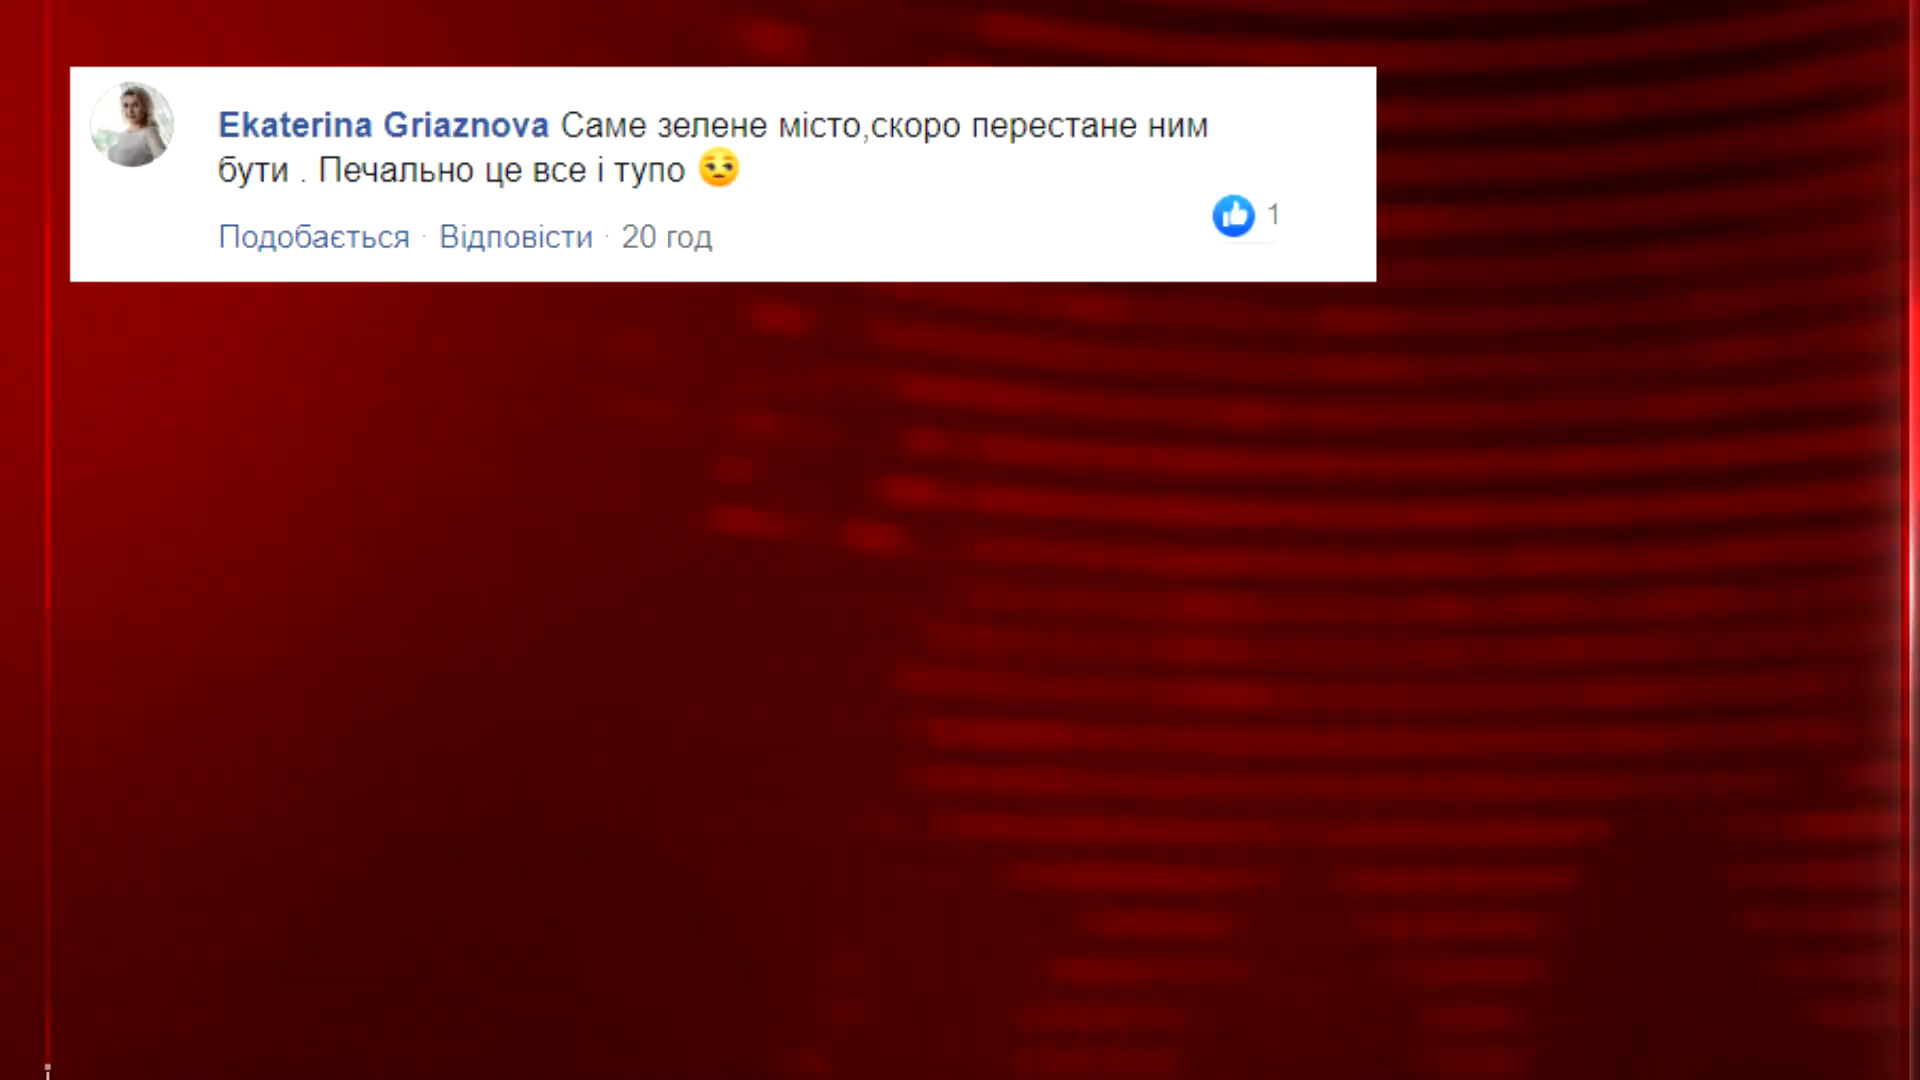 Ekaterina Griaznova Саме зелене місто,скоро перестане ним
бути . Печально це все і тупо 😒
1
Подобається · Відповісти · 20 год